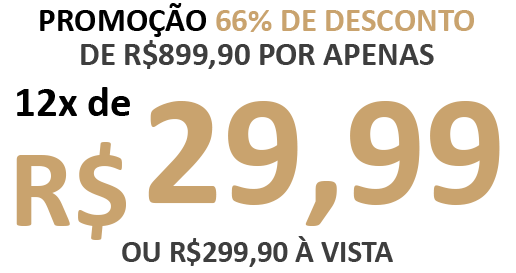 PROMOÇÃO 66% DE DESCONTO
DE R$899,90 POR APENAS
12x de
R$ 29,99
OU R$299,90 À VISTA